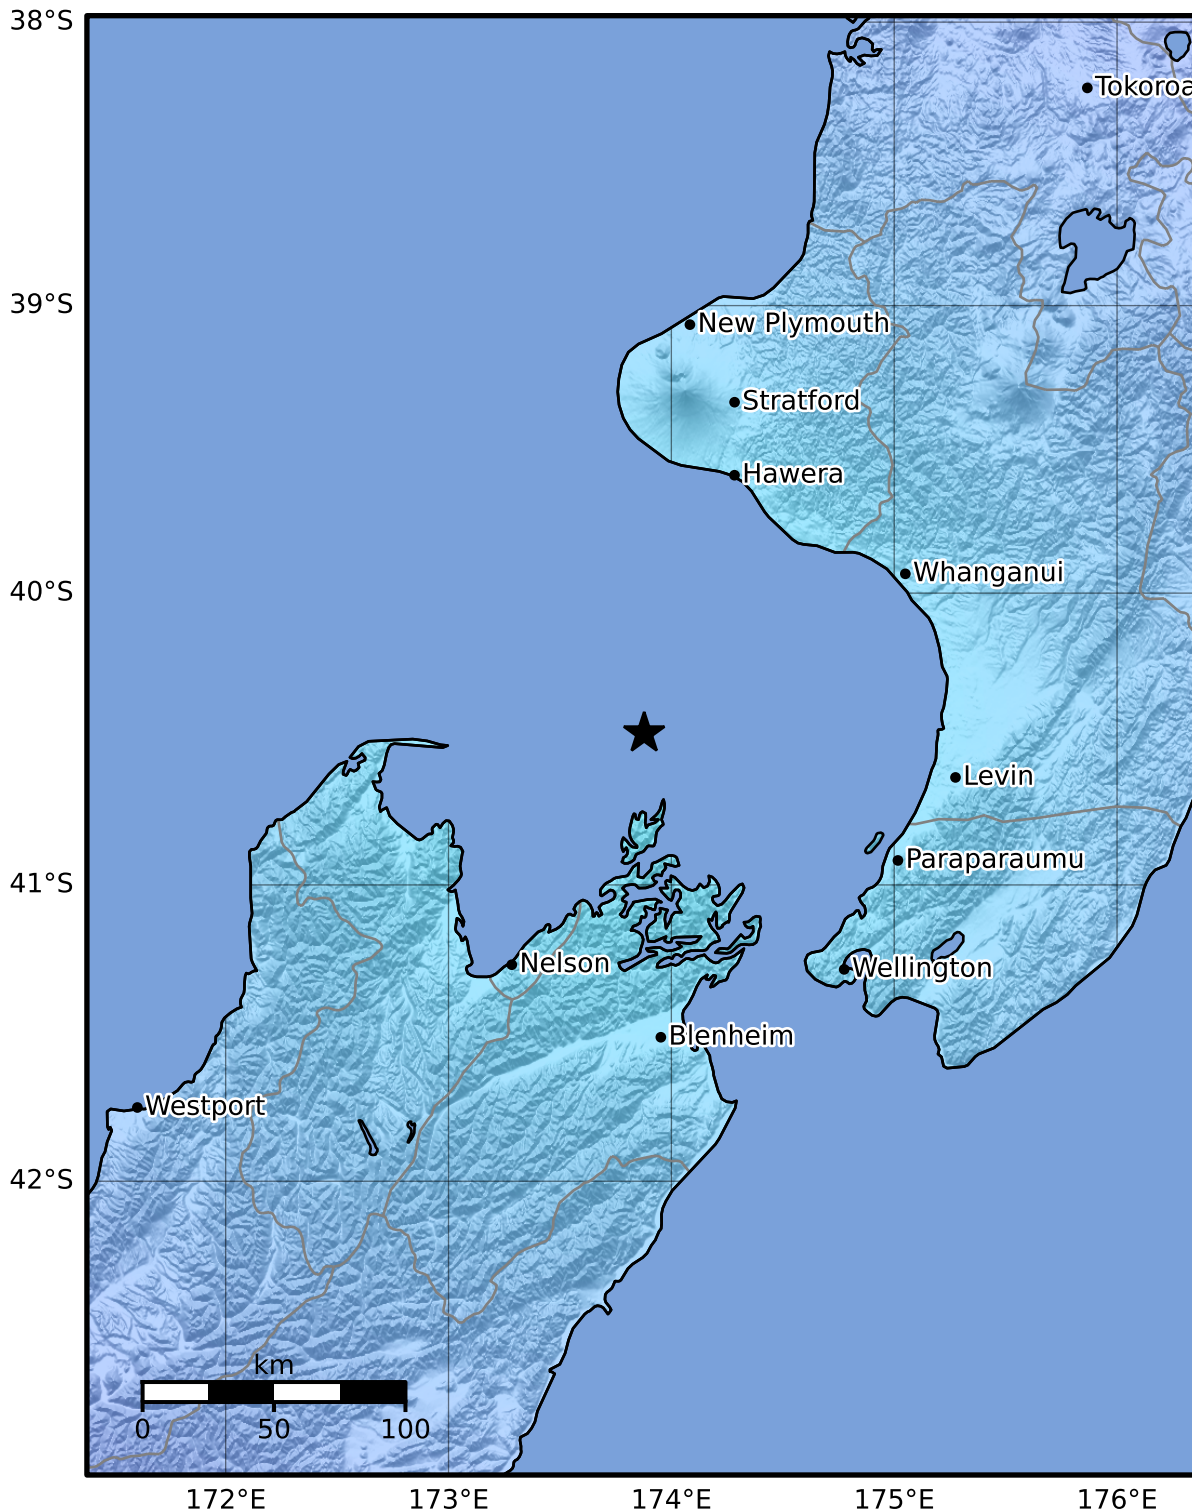 38°S
Tokoroa
39°S
New Plymouth
Stratford
Hawera
Whanganui
40°S
Levin
Paraparaumu
41°S
Nelson
Wellington
Blenheim
Westport
42°S
km
0 50 100
172°E 173°E 174°E 175°E 176°E